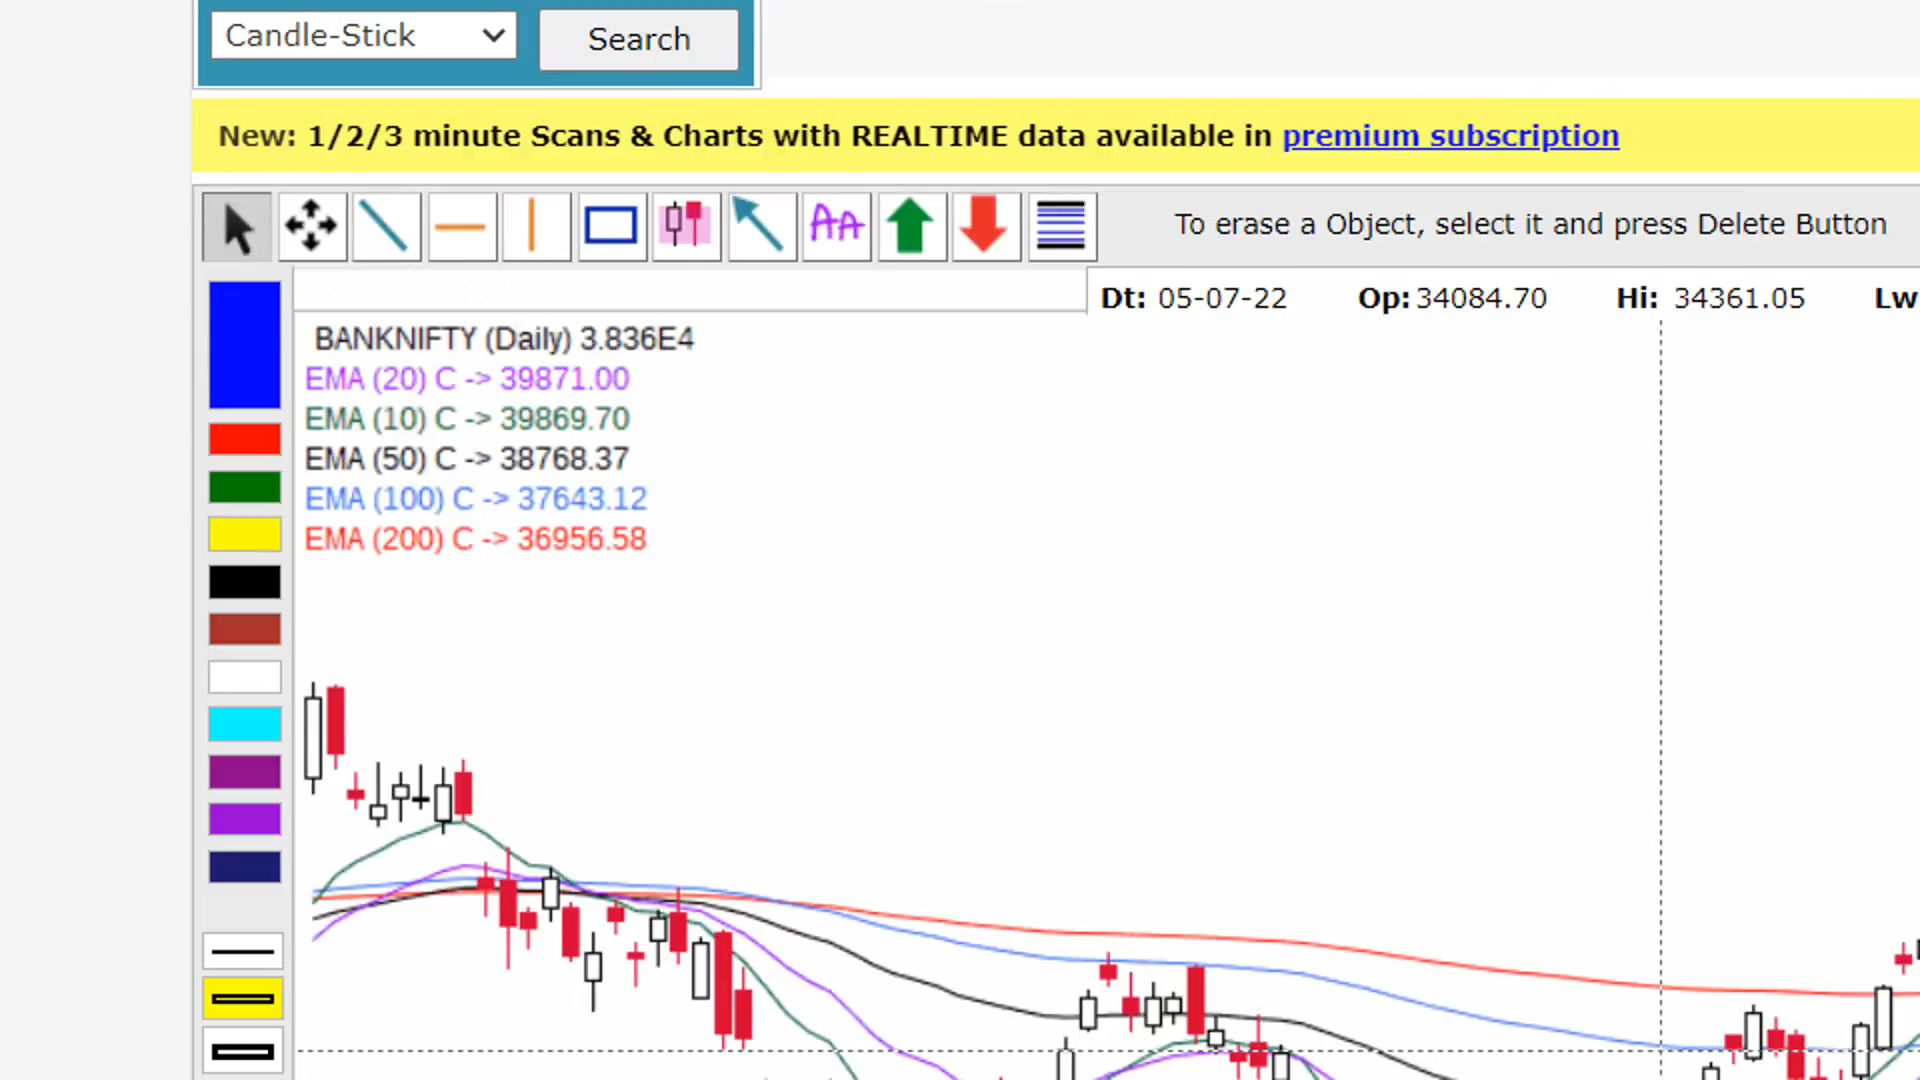 Candle-Stick Search
New: 1/2/3 minute Scans & Charts with REALTIME data available in premium subscription
AA To erase a Object, select it and press Delete Button
Dt: 05-07-22 Op: 34084.70 Hi: 34361.05 Lw
BANKNIFTY (Daily) 3.836E4
EMA (20) C -> 39871.00
EMA (10) C -> 39869.70
EMA (50) C -> 38768.37
EMA (100) C -> 37643.12
EMA (200) C -> 36956.58